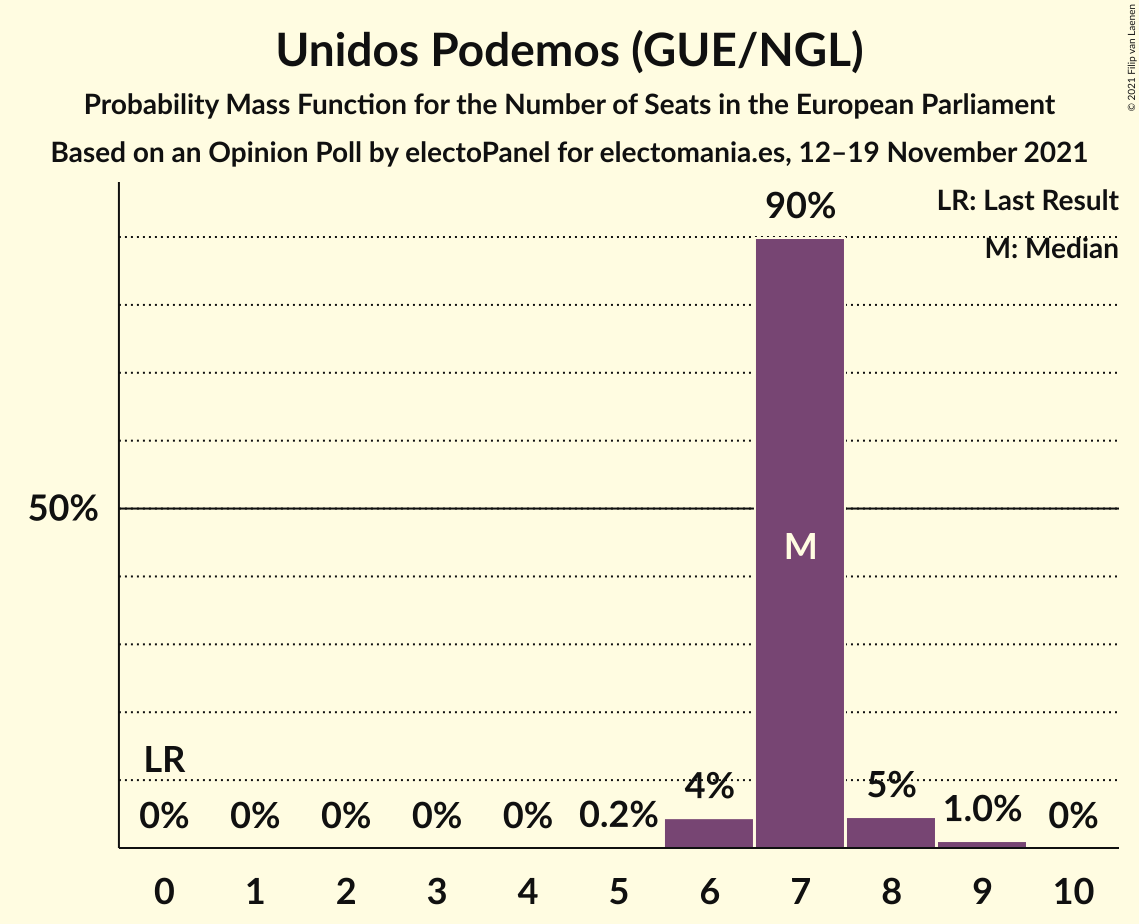 Unidos Podemos (GUE/NGL)
Probability Mass Function for the Number of Seats in the European Parliament
Based on an Opinion Poll by electoPanel for electomania.es, 12–19 November 2021
© 2021 Filip van Laenen
LR: Last Result
M: Median
90%
50%
M
LR
0%
0%
0%
0%
0%
0.2%
4%
5%
1.0%
0%
0
1
2
3
4
5
6
7
8
9
10